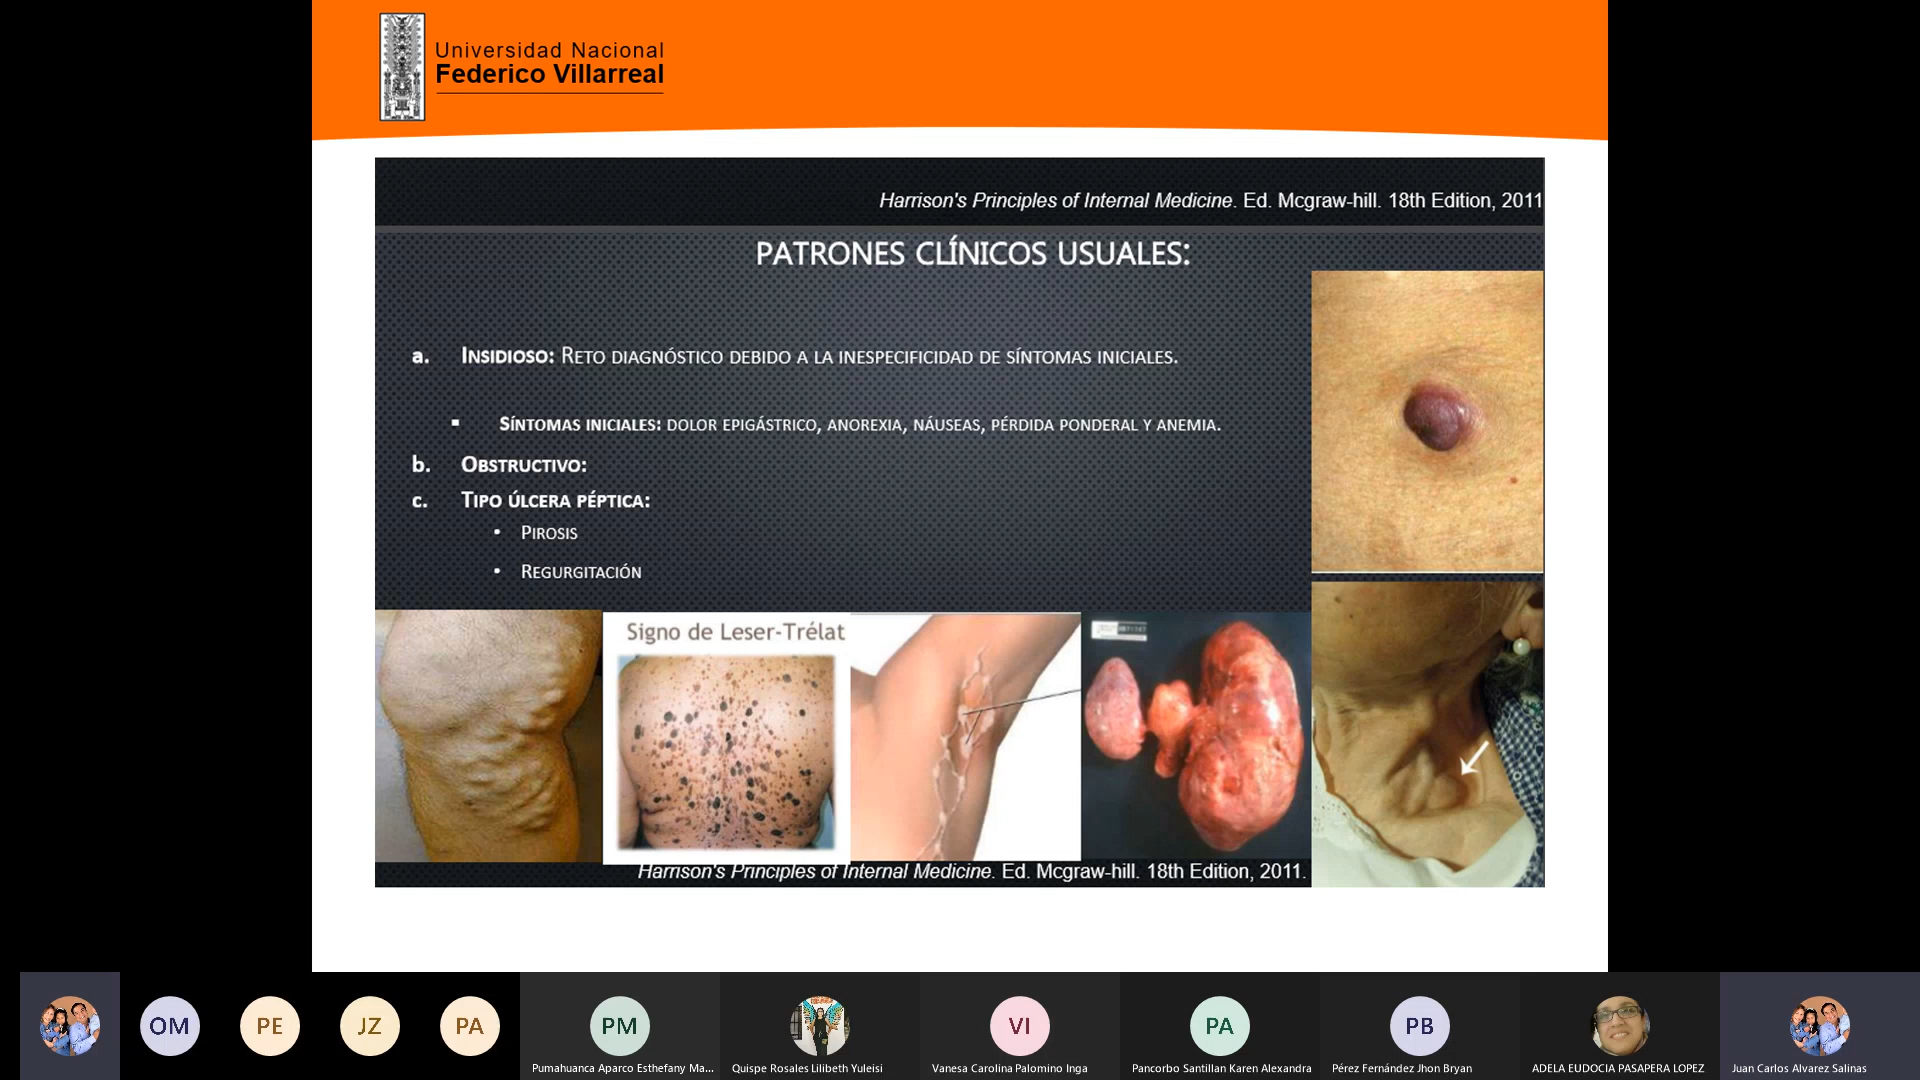 Universidad Nacional
Federico Villarreal
Harrison's Principles of Internal Medicine. Ed. Mcgraw-hill. 18th Edition, 2011
PATRONES CLÍNICOS USUALES:
a. INSIDIOSO: RETO DIAGNÓSTICO DEBIDO A LA INESPECIFICIDAD DE SÍNTOMAS INICIALES.
▪ SÍNTOMAS INICIALES: DOLOR EPIGÁSTRICO, ANOREXIA, NÁUSEAS, PÉRDIDA PONDERAL Y ANEMIA.
b. OBSTRUCTIVO:
c. TIPO ÚLCERA PÉPTICA:
• PIROSIS
• REGURGITACIÓN
Signo de Leser-Trélat
Harrison's Principles of Internal Medicine. Ed. Mcgraw-hill. 18th Edition, 2011.
OM
PE
JZ
PA
PM
VI
PA
PB
Pumahuanca Aparco Esthefany Ma...
Quispe Rosales Lilibeth Yuleisi
Vanesa Carolina Palomino Inga
Pancorbo Santillan Karen Alexandra
Pérez Fernández Jhon Bryan
ADELA EUDOCIA PASAPERA LOPEZ
Juan Carlos Alvarez Salinas